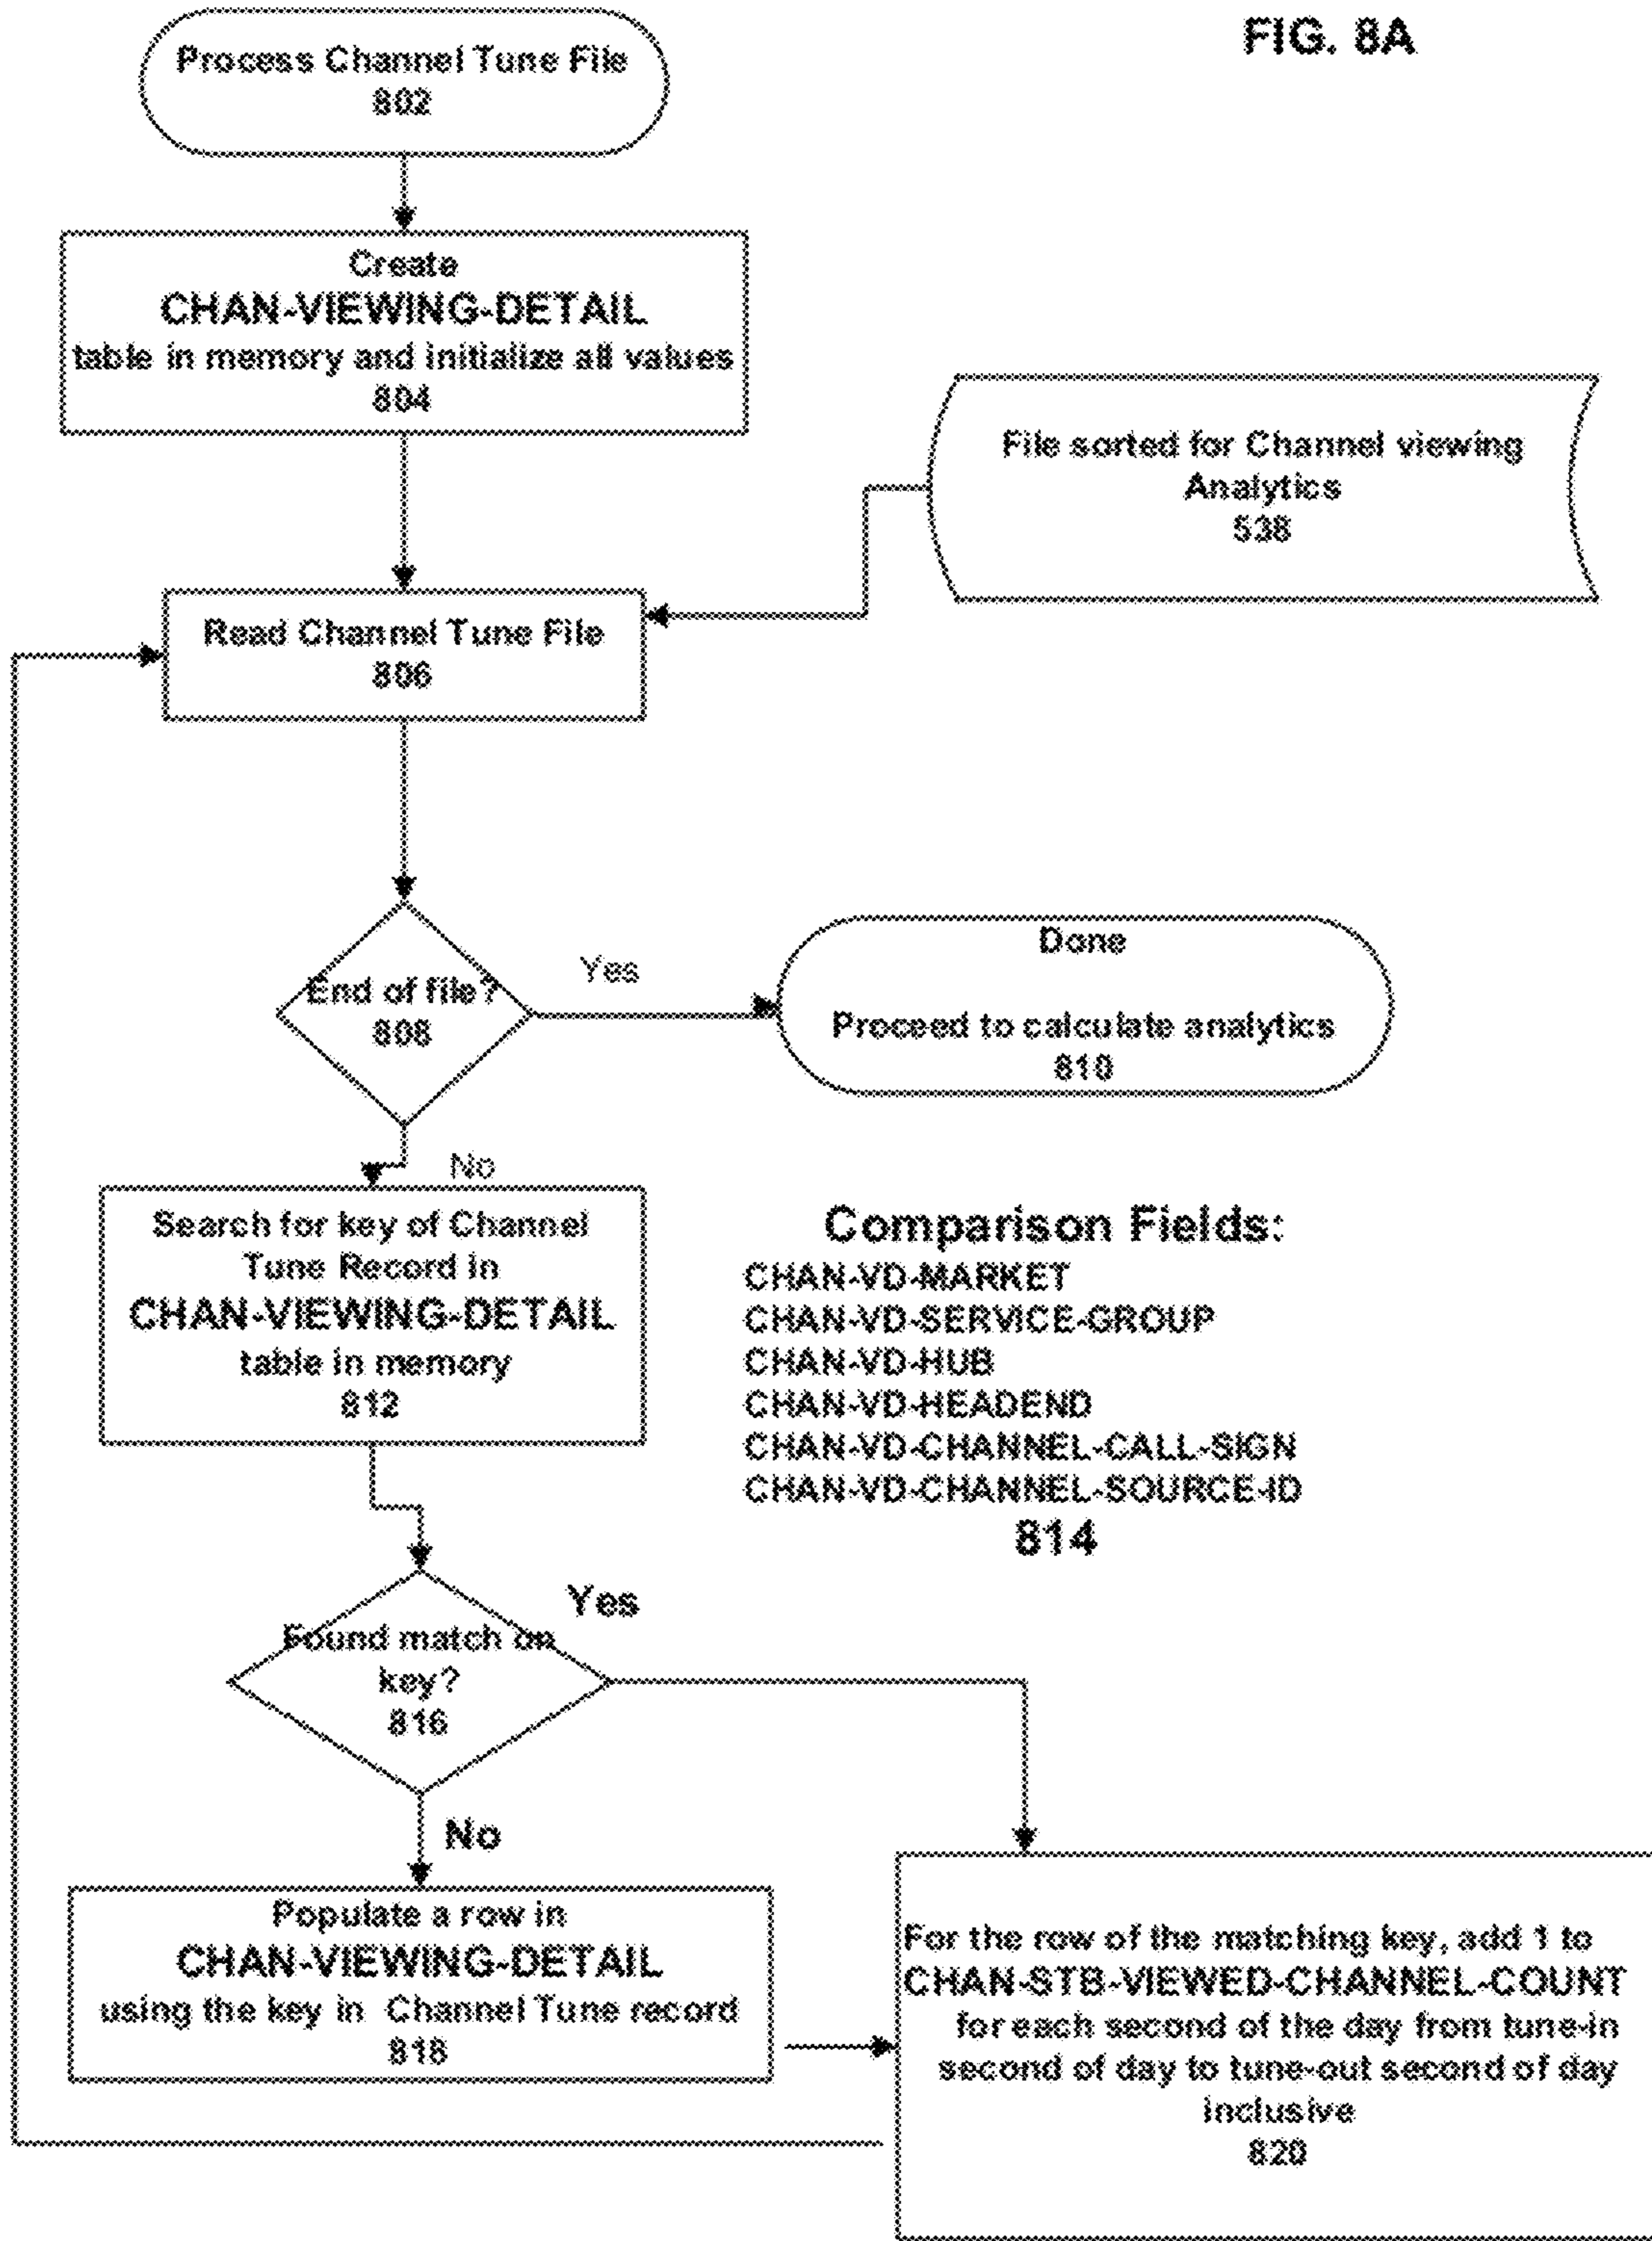 FIG. 8A
Process Channel Tune File
802
Create
CHAN-VIEWING-DETAIL
table in memory and initialize all values
804
File sorted for Channel viewing
Analytics
538
Read Channel Tune File
806
End of file?
808
Yes
Done
Proceed to calculate analytics
810
No
Search for key of Channel
Tune Record in
CHAN-VIEWING-DETAIL
table in memory
812
Comparison Fields:
CHAN-VD-MARKET
CHAN-VD-SERVICE-GROUP
CHAN-VD-HUB
CHAN-VD-HEADEND
CHAN-VD-CHANNEL-CALL-SIGN
CHAN-VD-CHANNEL-SOURCE-ID
814
Found match on
key?
816
Yes
No
Populate a row in
CHAN-VIEWING-DETAIL
using the key in Channel Tune record
818
For the row of the matching key, add 1 to
CHAN-STB-VIEWED-CHANNEL-COUNT
for each second of the day from tune-in
second of day to tune-out second of day
inclusive
820